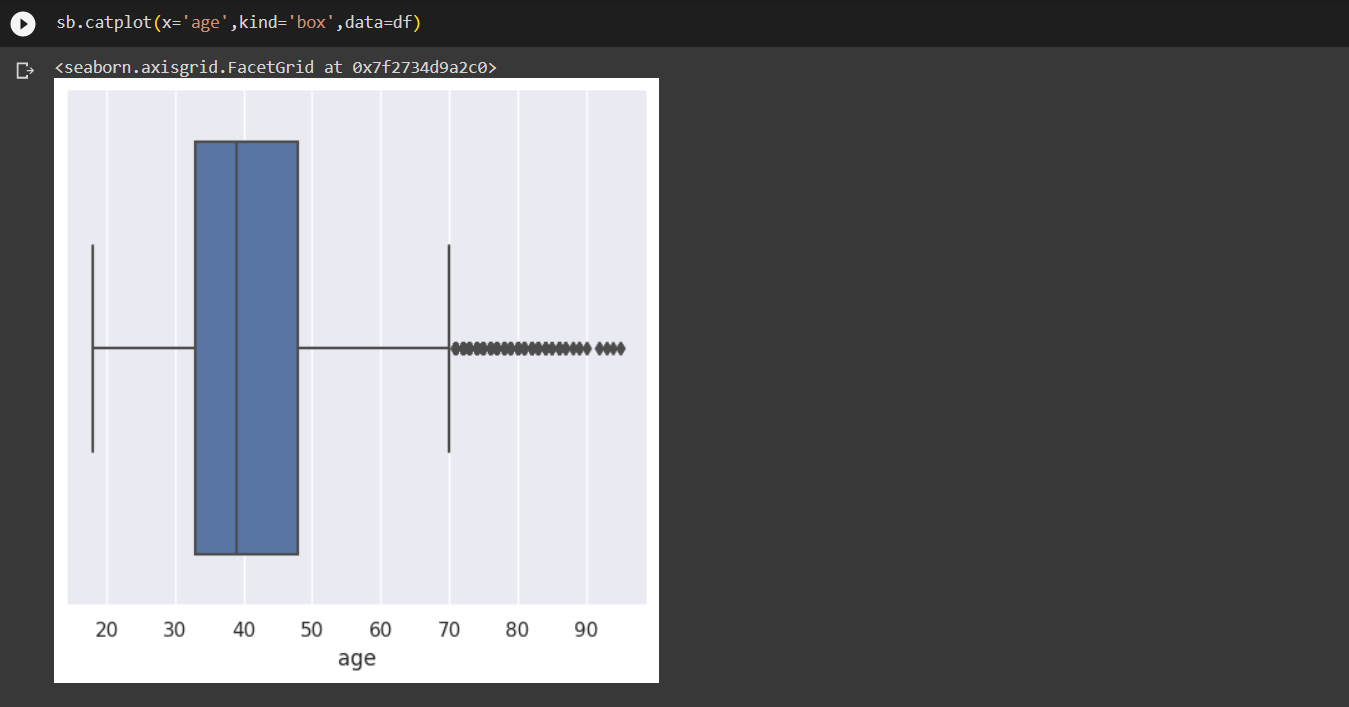 sb.catplot(x='age',kind='box',data=df)
<seaborn.axisgrid.FacetGrid at 0x7f2734d9a2c0>
20 30 40 50 60 70 80 90
age